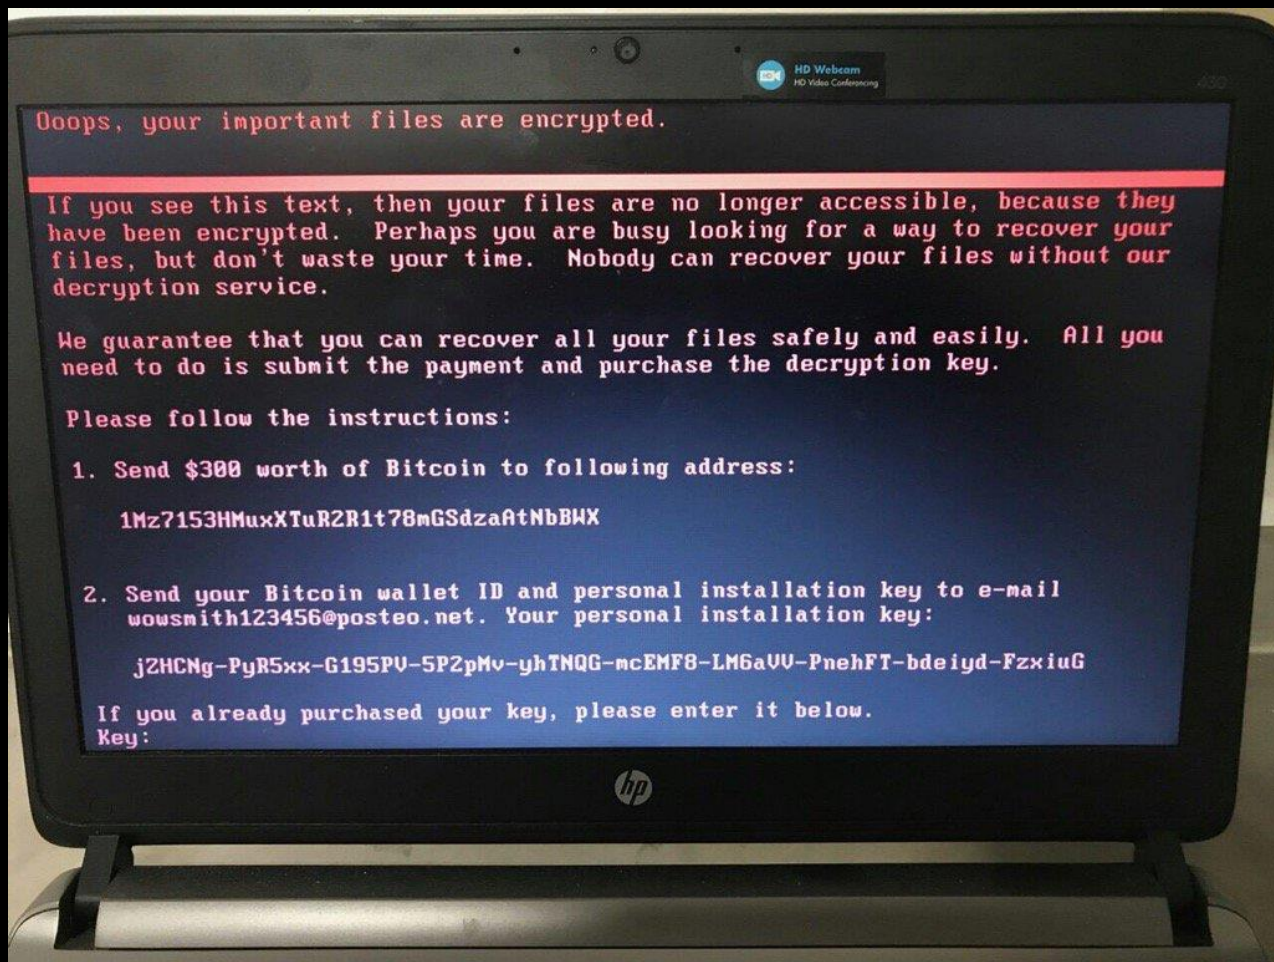 HD Webcam
HD Video Conferencing
430
Ooops, your important files are encrypted.
If you see this text, then your files are no longer accessible, because they
have been encrypted.  Perhaps you are busy looking for a way to recover your
files, but don't waste your time.  Nobody can recover your files without our
decryption service.
We guarantee that you can recover all your files safely and easily.  All you
need to do is submit the payment and purchase the decryption key.
Please follow the instructions:
1. Send $300 worth of Bitcoin to following address:
1Mz7153HMuxXTuR2R1t78mGSdzaAtNbBWX
2. Send your Bitcoin wallet ID and personal installation key to e-mail
wowsmith123456@posteo.net. Your personal installation key:
jZHCNg-PyR5xx-G195PV-5PZpMv-yhTNQG-mcEMF8-LM6aVV-PnehFT-bdeiyd-FzxiuG
If you already purchased your key, please enter it below.
Key:
hp